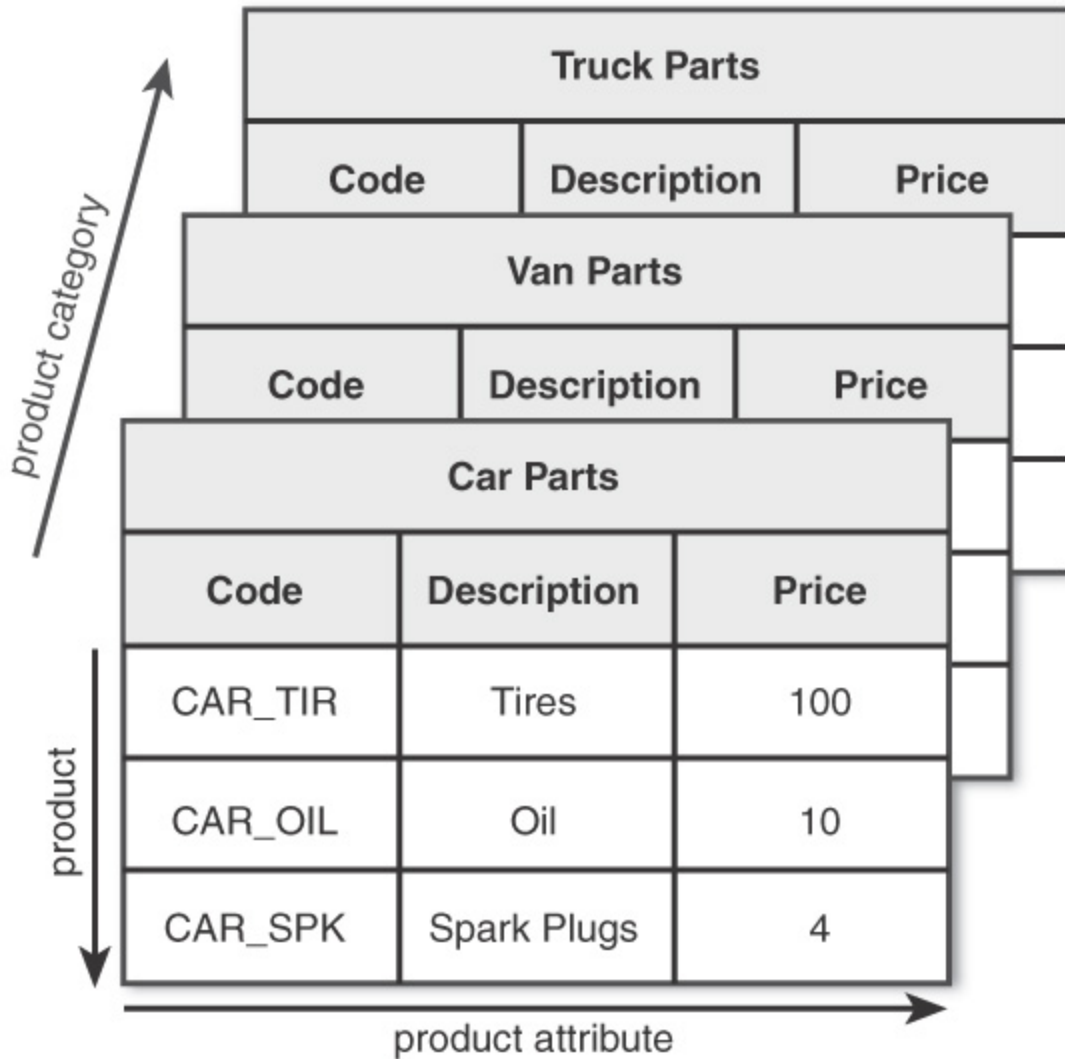 Truck Parts
Code Description Price
product category
Van Parts
Code Description Price
Car Parts
Code Description Price
CAR_TIR Tires 100
CAR_OIL Oil 10
CAR_SPK Spark Plugs 4
product
product attribute